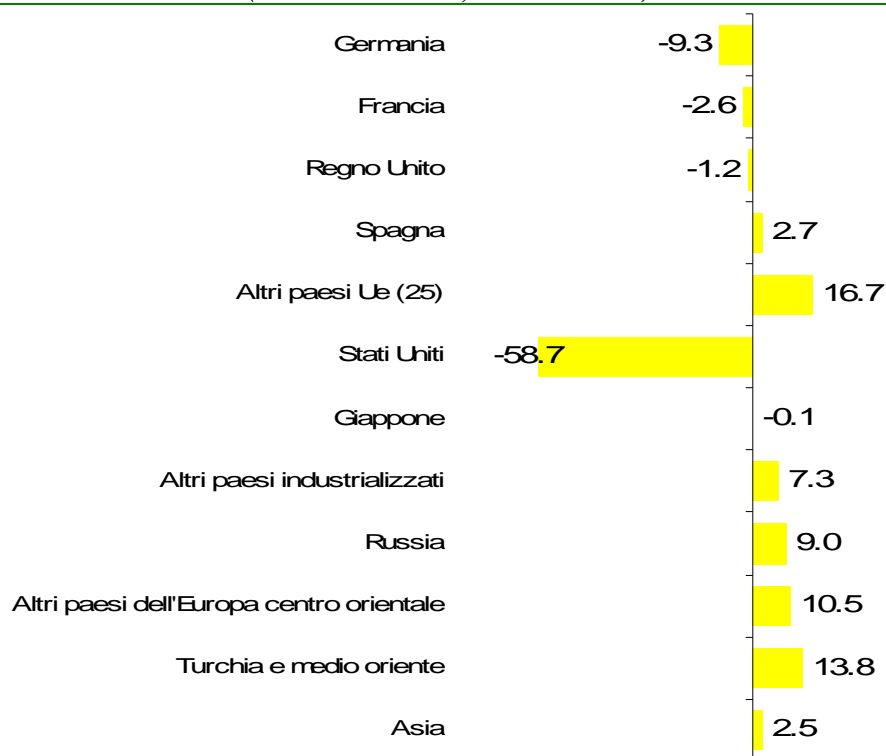 Germania -9.3
Francia -2.6
Regno Unito -1.2
Spagna 2.7
Altri paesi Ue (25) 16.7
Stati Uniti -58.7
Giappone -0.1
Altri paesi industrializzati 7.3
Russia 9.0
Altri paesi dell'Europa centro orientale 10.5
Turchia e medio oriente 13.8
Asia 2.5